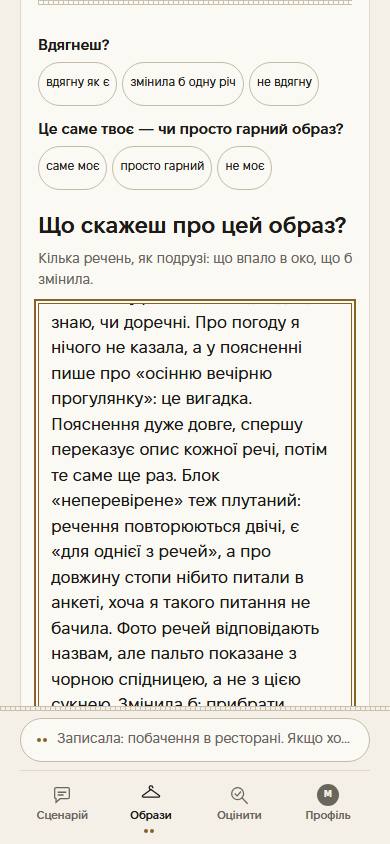 Вдягнеш?
вдягну як є
змінила б одну річ
не вдягну
Це саме твоє — чи просто гарний образ?
саме моє
просто гарний
не моє
Що скажеш про цей образ?
Кілька речень, як подрузі: що впало в око, що б
змінила.
знаю, чи доречні. Про погоду я
нічого не казала, а у поясненні
пише про «осінню вечірню
прогулянку»: це вигадка.
Пояснення дуже довге, спершу
переказує опис кожної речі, потім
те саме ще раз. Блок
«неперевірене» теж плутаний:
речення повторюються двічі, є
«для однієї з речей», а про
довжину стопи нібито питали в
анкеті, хоча я такого питання не
бачила. Фото речей відповідають
назвам, але пальто показане з
чорною спідницею, а не з цією
сукнею. Змінила б: прибрати
Записала: побачення в ресторані. Якщо хо...
Сценарій
Образи
Оцінити
М
Профіль